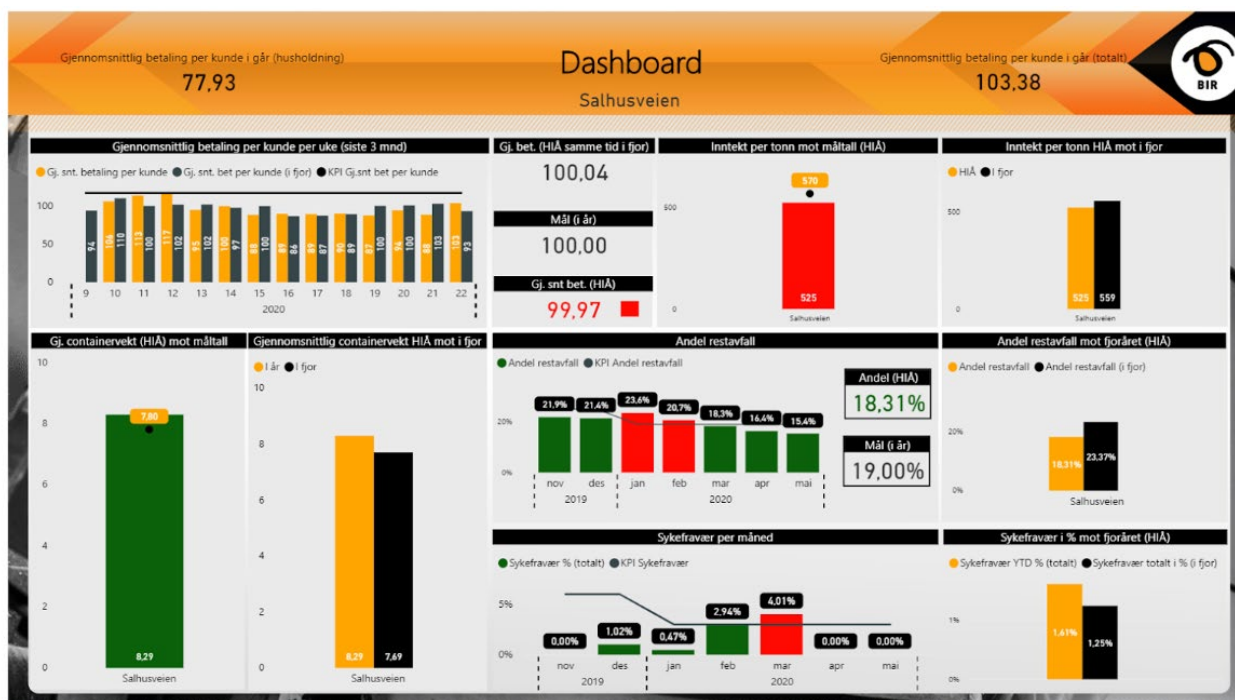 Gjennomsnittlig betaling per kunde i går (husholdning)
77,93
Dashboard
Salhusveien
Gjennomsnittlig betaling per kunde i går (totalt)
103,38
BIR
Gjennomsnittlig betaling per kunde per uke (siste 3 mnd)
Gj. snt. betaling per kunde Gj. snt. bet per kunde (i fjor) KPI Gj.snt bet per kunde
100
50
0
94 106 110 113 100 117 102 95 102 100 97 88 100 89 86 89 87 90 89 87 100 94 100 88 103 103 93
9 10 11 12 13 14 15 16 17 18 19 20 21 22
2020
Gj. bet. (HIÅ samme tid i fjor)
100,04
Mål (i år)
100,00
Gj. snt bet. (HIÅ)
99,97
Inntekt per tonn mot måltall (HIÅ)
570
500
0
525
Salhusveien
Inntekt per tonn HIÅ mot i fjor
HIÅ I fjor
500
0
525 559
Salhusveien
Gj. containervekt (HIÅ) mot måltall
10
8
6
4
2
0
7,80
8,29
Salhusveien
Gjennomsnittlig containervekt HIÅ mot i fjor
I år I fjor
10
8
6
4
2
0
8,29 7,69
Salhusveien
Andel restavfall
Andel restavfall KPI Andel restavfall
21,9% 21,4% 23,6% 20,7% 18,3% 16,4% 15,4%
20%
0%
nov des jan feb mar apr mai
2019 2020
Andel (HIÅ)
18,31%
Mål (i år)
19,00%
Andel restavfall mot fjoråret (HIÅ)
Andel restavfall Andel restavfall (i fjor)
20%
0%
18,31% 23,37%
Salhusveien
Sykefravær per måned
Sykefravær % (totalt) KPI Sykefravær
5%
0%
0,00% 1,02% 0,47% 2,94% 4,01% 0,00% 0,00%
nov des jan feb mar apr mai
2019 2020
Sykefravær i % mot fjoråret (HIÅ)
Sykefravær YTD % (totalt) Sykefravær totalt i % (i fjor)
1%
0%
1,61% 1,25%